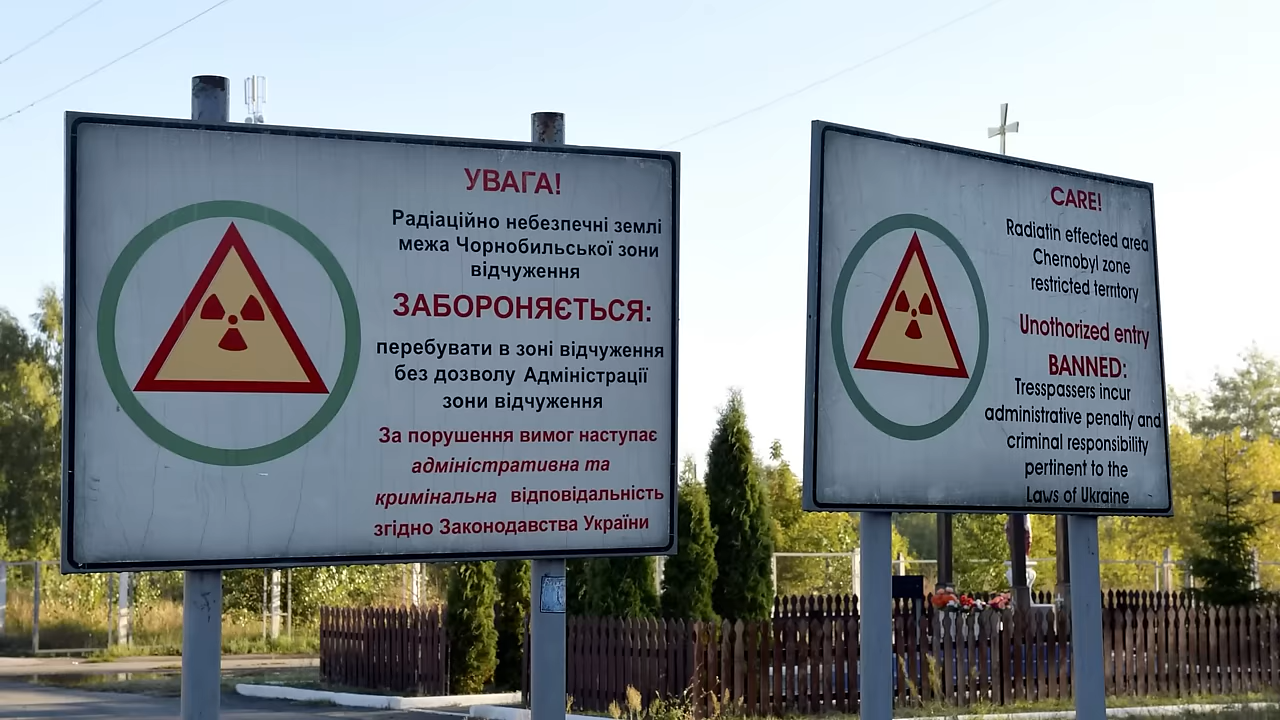 УВАГА!
Радіаційно небезпечні землі
межа Чорнобильської зони
відчуження
ЗАБОРОНЯЄТЬСЯ:
перебувати в зоні відчуження
без дозволу Адміністрації
зони відчуження
За порушення вимог наступає
адміністративна та
кримінальна відповідальність
згідно Законодавства України
CARE!
Radiatin effected area
Chernobyl zone
restricted territory
Unothorized entry
BANNED:
Tresspassers incur
administrative penalty and
criminal responsibility
pertinent to the
Laws of Ukraine